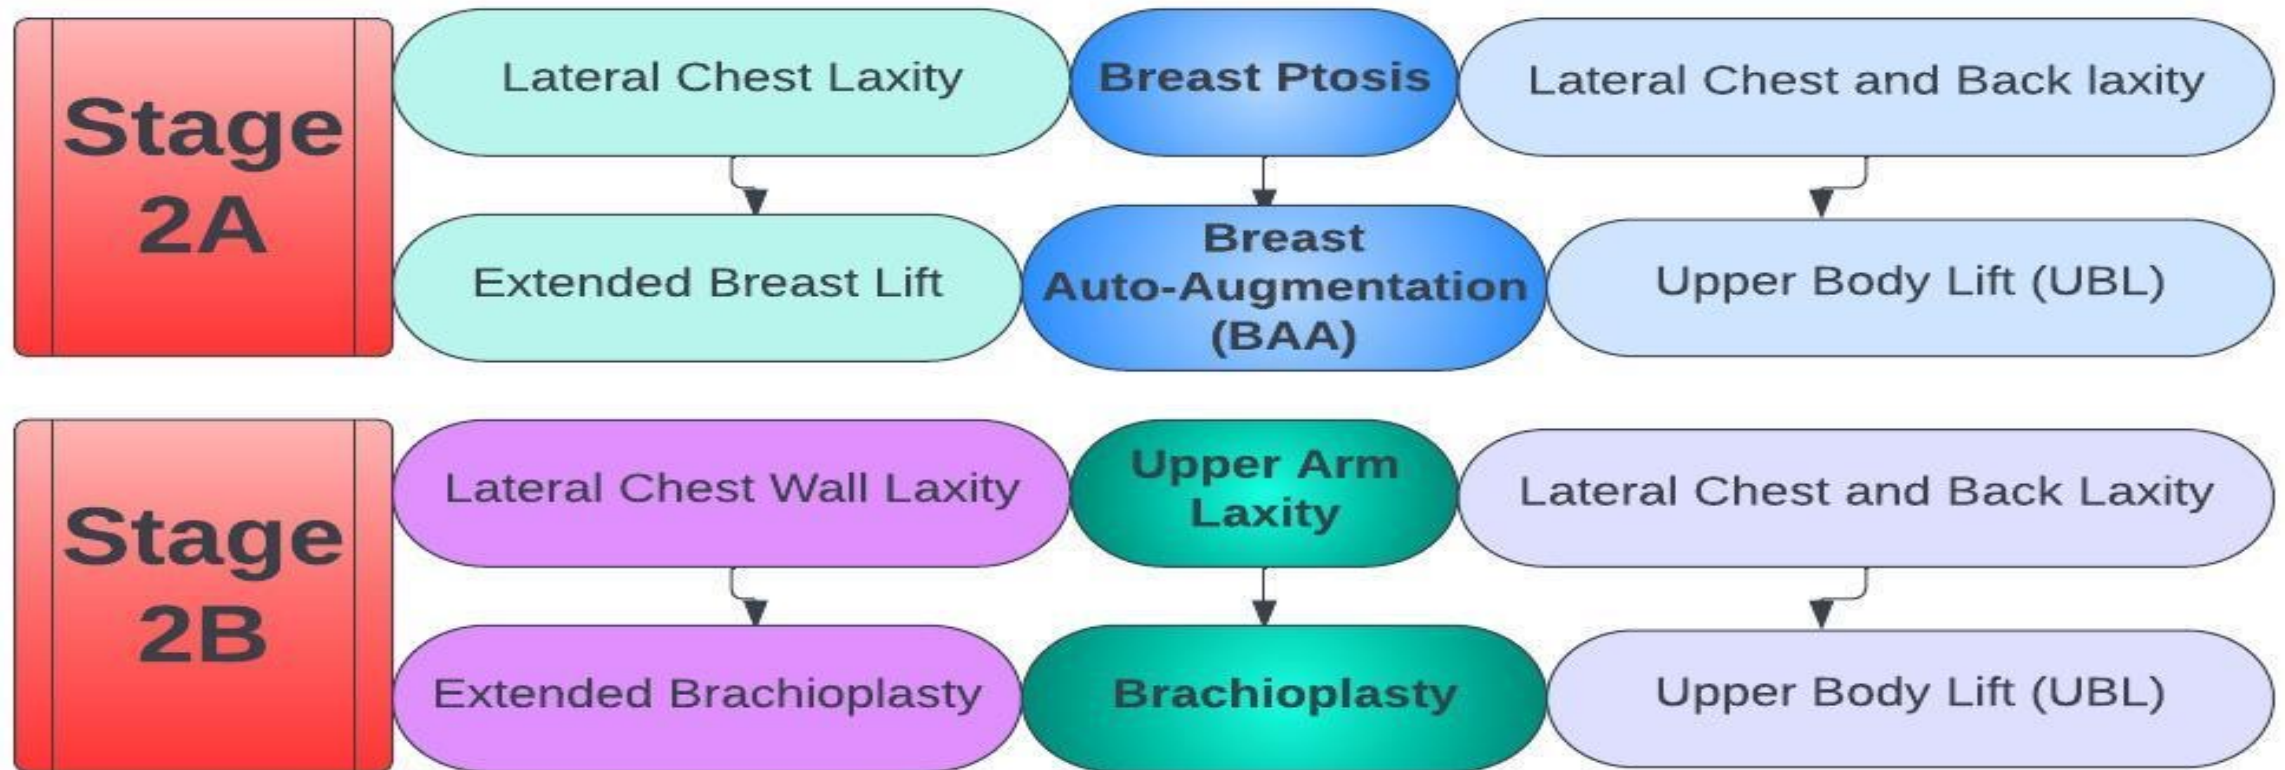 Stage
2A
Lateral Chest Laxity
Breast Ptosis
Lateral Chest and Back laxity
Extended Breast Lift
Breast
Auto-Augmentation
(BAA)
Upper Body Lift (UBL)
Stage
2B
Lateral Chest Wall Laxity
Upper Arm
Laxity
Lateral Chest and Back Laxity
Extended Brachioplasty
Brachioplasty
Upper Body Lift (UBL)